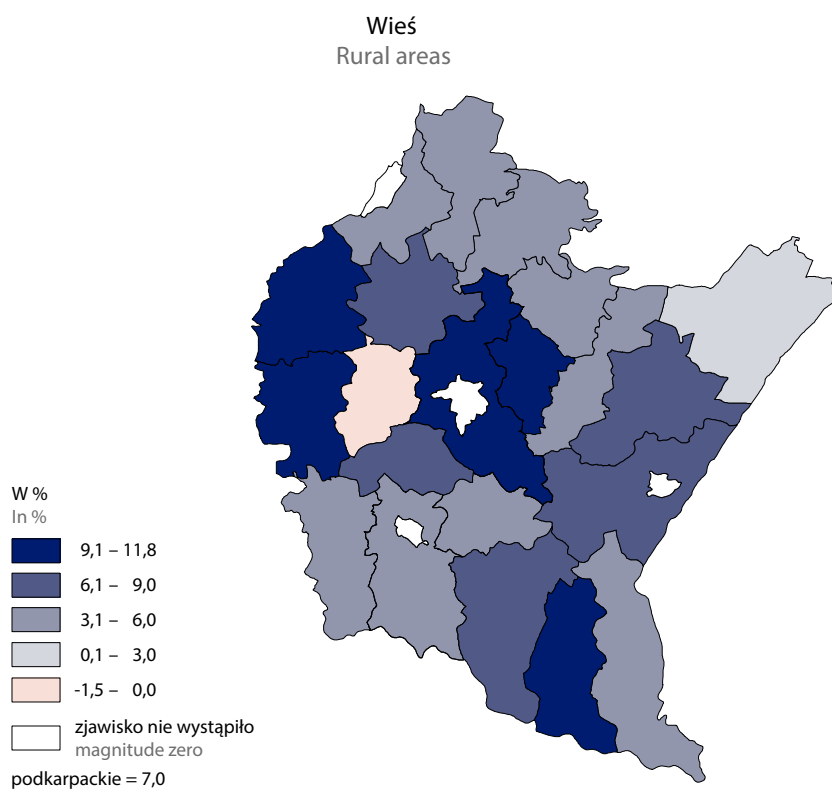 Wieś
Rural areas
W %
In %
9,1 – 11,8
6,1 – 9,0
3,1 – 6,0
0,1 – 3,0
-1,5 – 0,0
zjawisko nie wystąpiło
magnitude zero
podkarpackie = 7,0